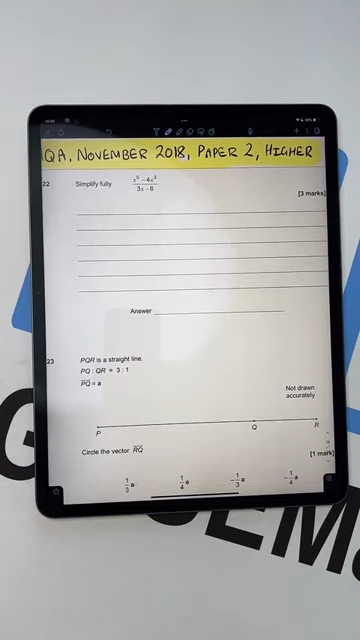 QA, NOVEMBER 2018, PAPER 2, HIGHER
22 Simplify fully (x⁵ − 4x³)/(3x − 6)
[3 marks]
Answer
23 PQR is a straight line.
PQ : QR = 3 : 1
PQ⃗ = a
Not drawn
accurately
P Q R
Circle the vector RQ⃗
[1 mark]
1/3 a 1/4 a −1/3 a −1/4 a